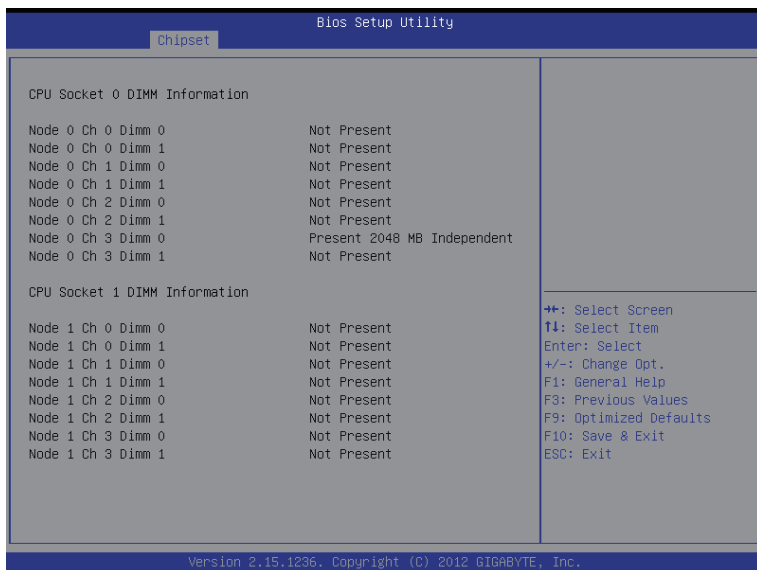 Bios Setup Utility
Chipset
CPU Socket 0 DIMM Information
Node 0 Ch 0 Dimm 0 Not Present
Node 0 Ch 0 Dimm 1 Not Present
Node 0 Ch 1 Dimm 0 Not Present
Node 0 Ch 1 Dimm 1 Not Present
Node 0 Ch 2 Dimm 0 Not Present
Node 0 Ch 2 Dimm 1 Not Present
Node 0 Ch 3 Dimm 0 Present 2048 MB Independent
Node 0 Ch 3 Dimm 1 Not Present
CPU Socket 1 DIMM Information
Node 1 Ch 0 Dimm 0 Not Present
Node 1 Ch 0 Dimm 1 Not Present
Node 1 Ch 1 Dimm 0 Not Present
Node 1 Ch 1 Dimm 1 Not Present
Node 1 Ch 2 Dimm 0 Not Present
Node 1 Ch 2 Dimm 1 Not Present
Node 1 Ch 3 Dimm 0 Not Present
Node 1 Ch 3 Dimm 1 Not Present
→←: Select Screen
↑↓: Select Item
Enter: Select
+/-: Change Opt.
F1: General Help
F3: Previous Values
F9: Optimized Defaults
F10: Save & Exit
ESC: Exit
Version 2.15.1236. Copyright (C) 2012 GIGABYTE, Inc.